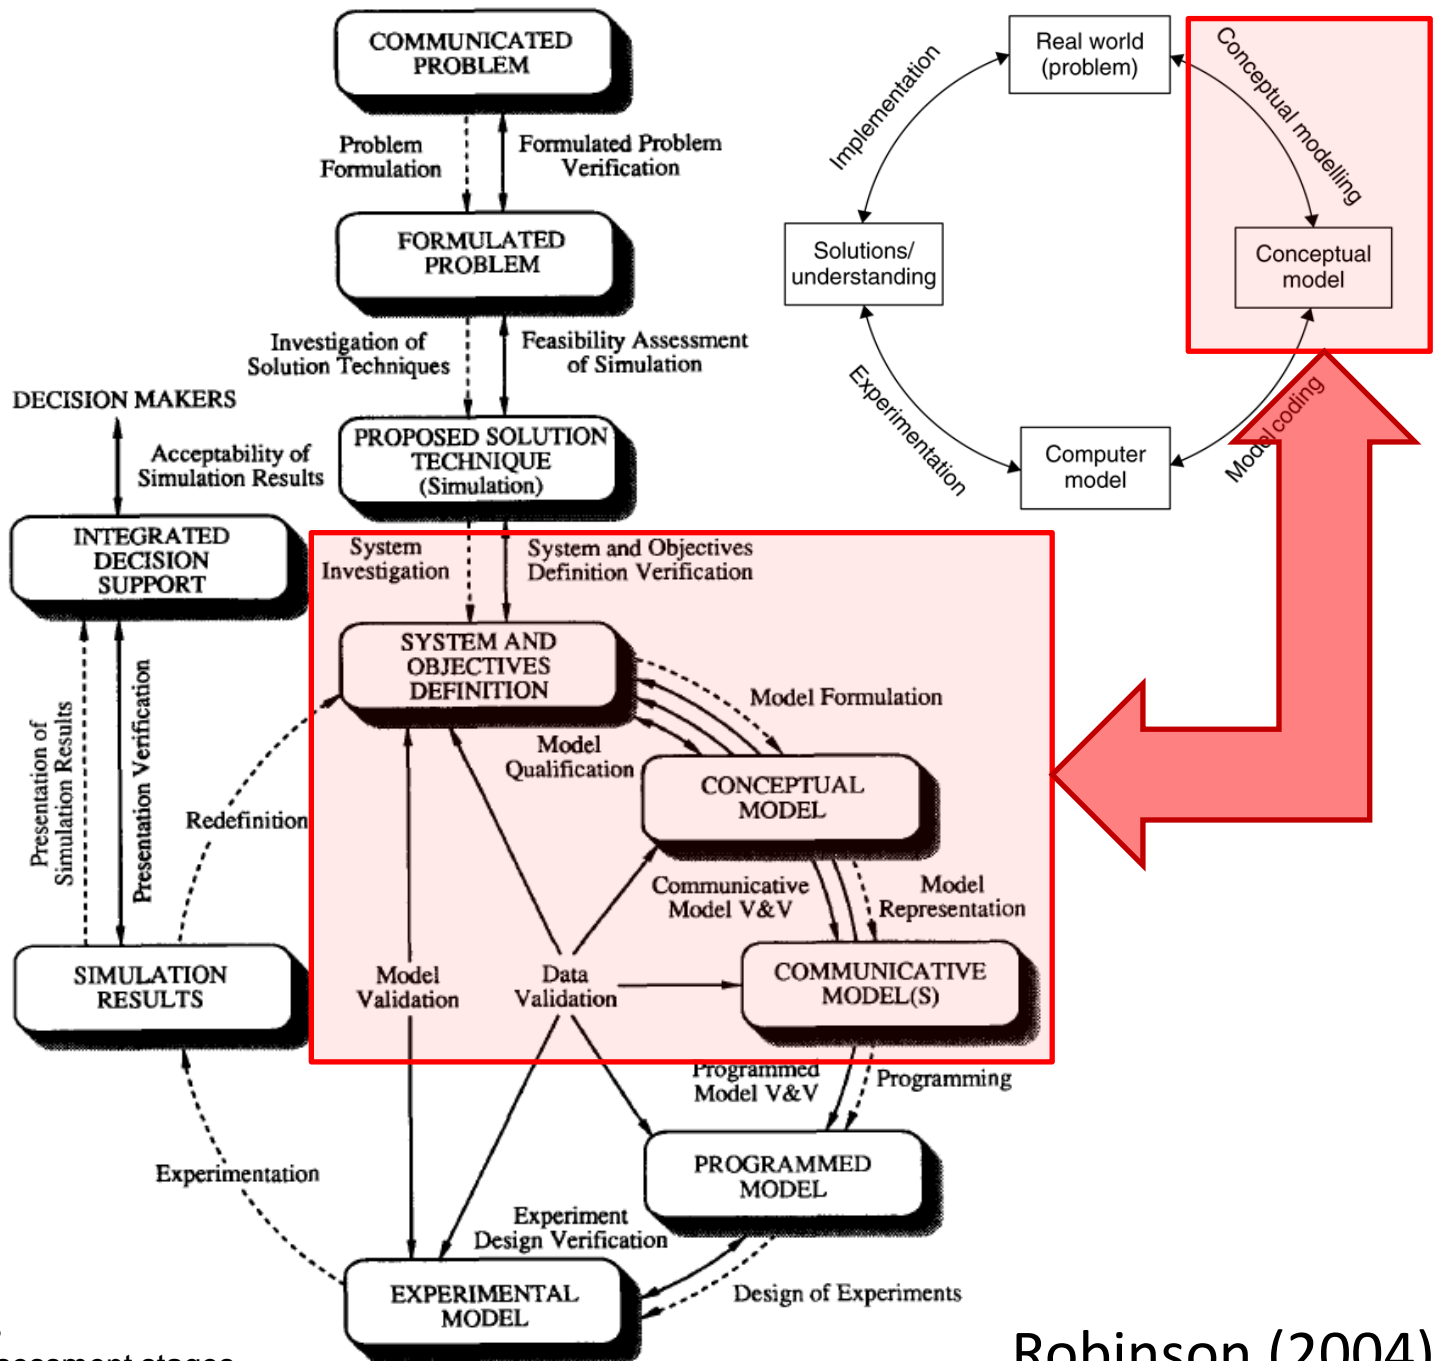 COMMUNICATED
PROBLEM
Problem
Formulation
Formulated Problem
Verification
FORMULATED
PROBLEM
Investigation of
Solution Techniques
Feasibility Assessment
of Simulation
DECISION MAKERS
Acceptability of
Simulation Results
PROPOSED SOLUTION
TECHNIQUE
(Simulation)
INTEGRATED
DECISION
SUPPORT
System
Investigation
System and Objectives
Definition Verification
SYSTEM AND
OBJECTIVES
DEFINITION
Model Formulation
Model
Qualification
Presentation of
Simulation Results
Presentation Verification
Redefinition
CONCEPTUAL
MODEL
Communicative
Model V&V
Model
Representation
SIMULATION
RESULTS
Model
Validation
Data
Validation
COMMUNICATIVE
MODEL(S)
Programmed
Model V&V
Programming
Experimentation
PROGRAMMED
MODEL
Experiment
Design Verification
EXPERIMENTAL
MODEL
Design of Experiments
Real world
(problem)
Implementation
Conceptual modelling
Solutions/
understanding
Conceptual
model
Experimentation
Model coding
Computer
model
stages
Robinson (2004)